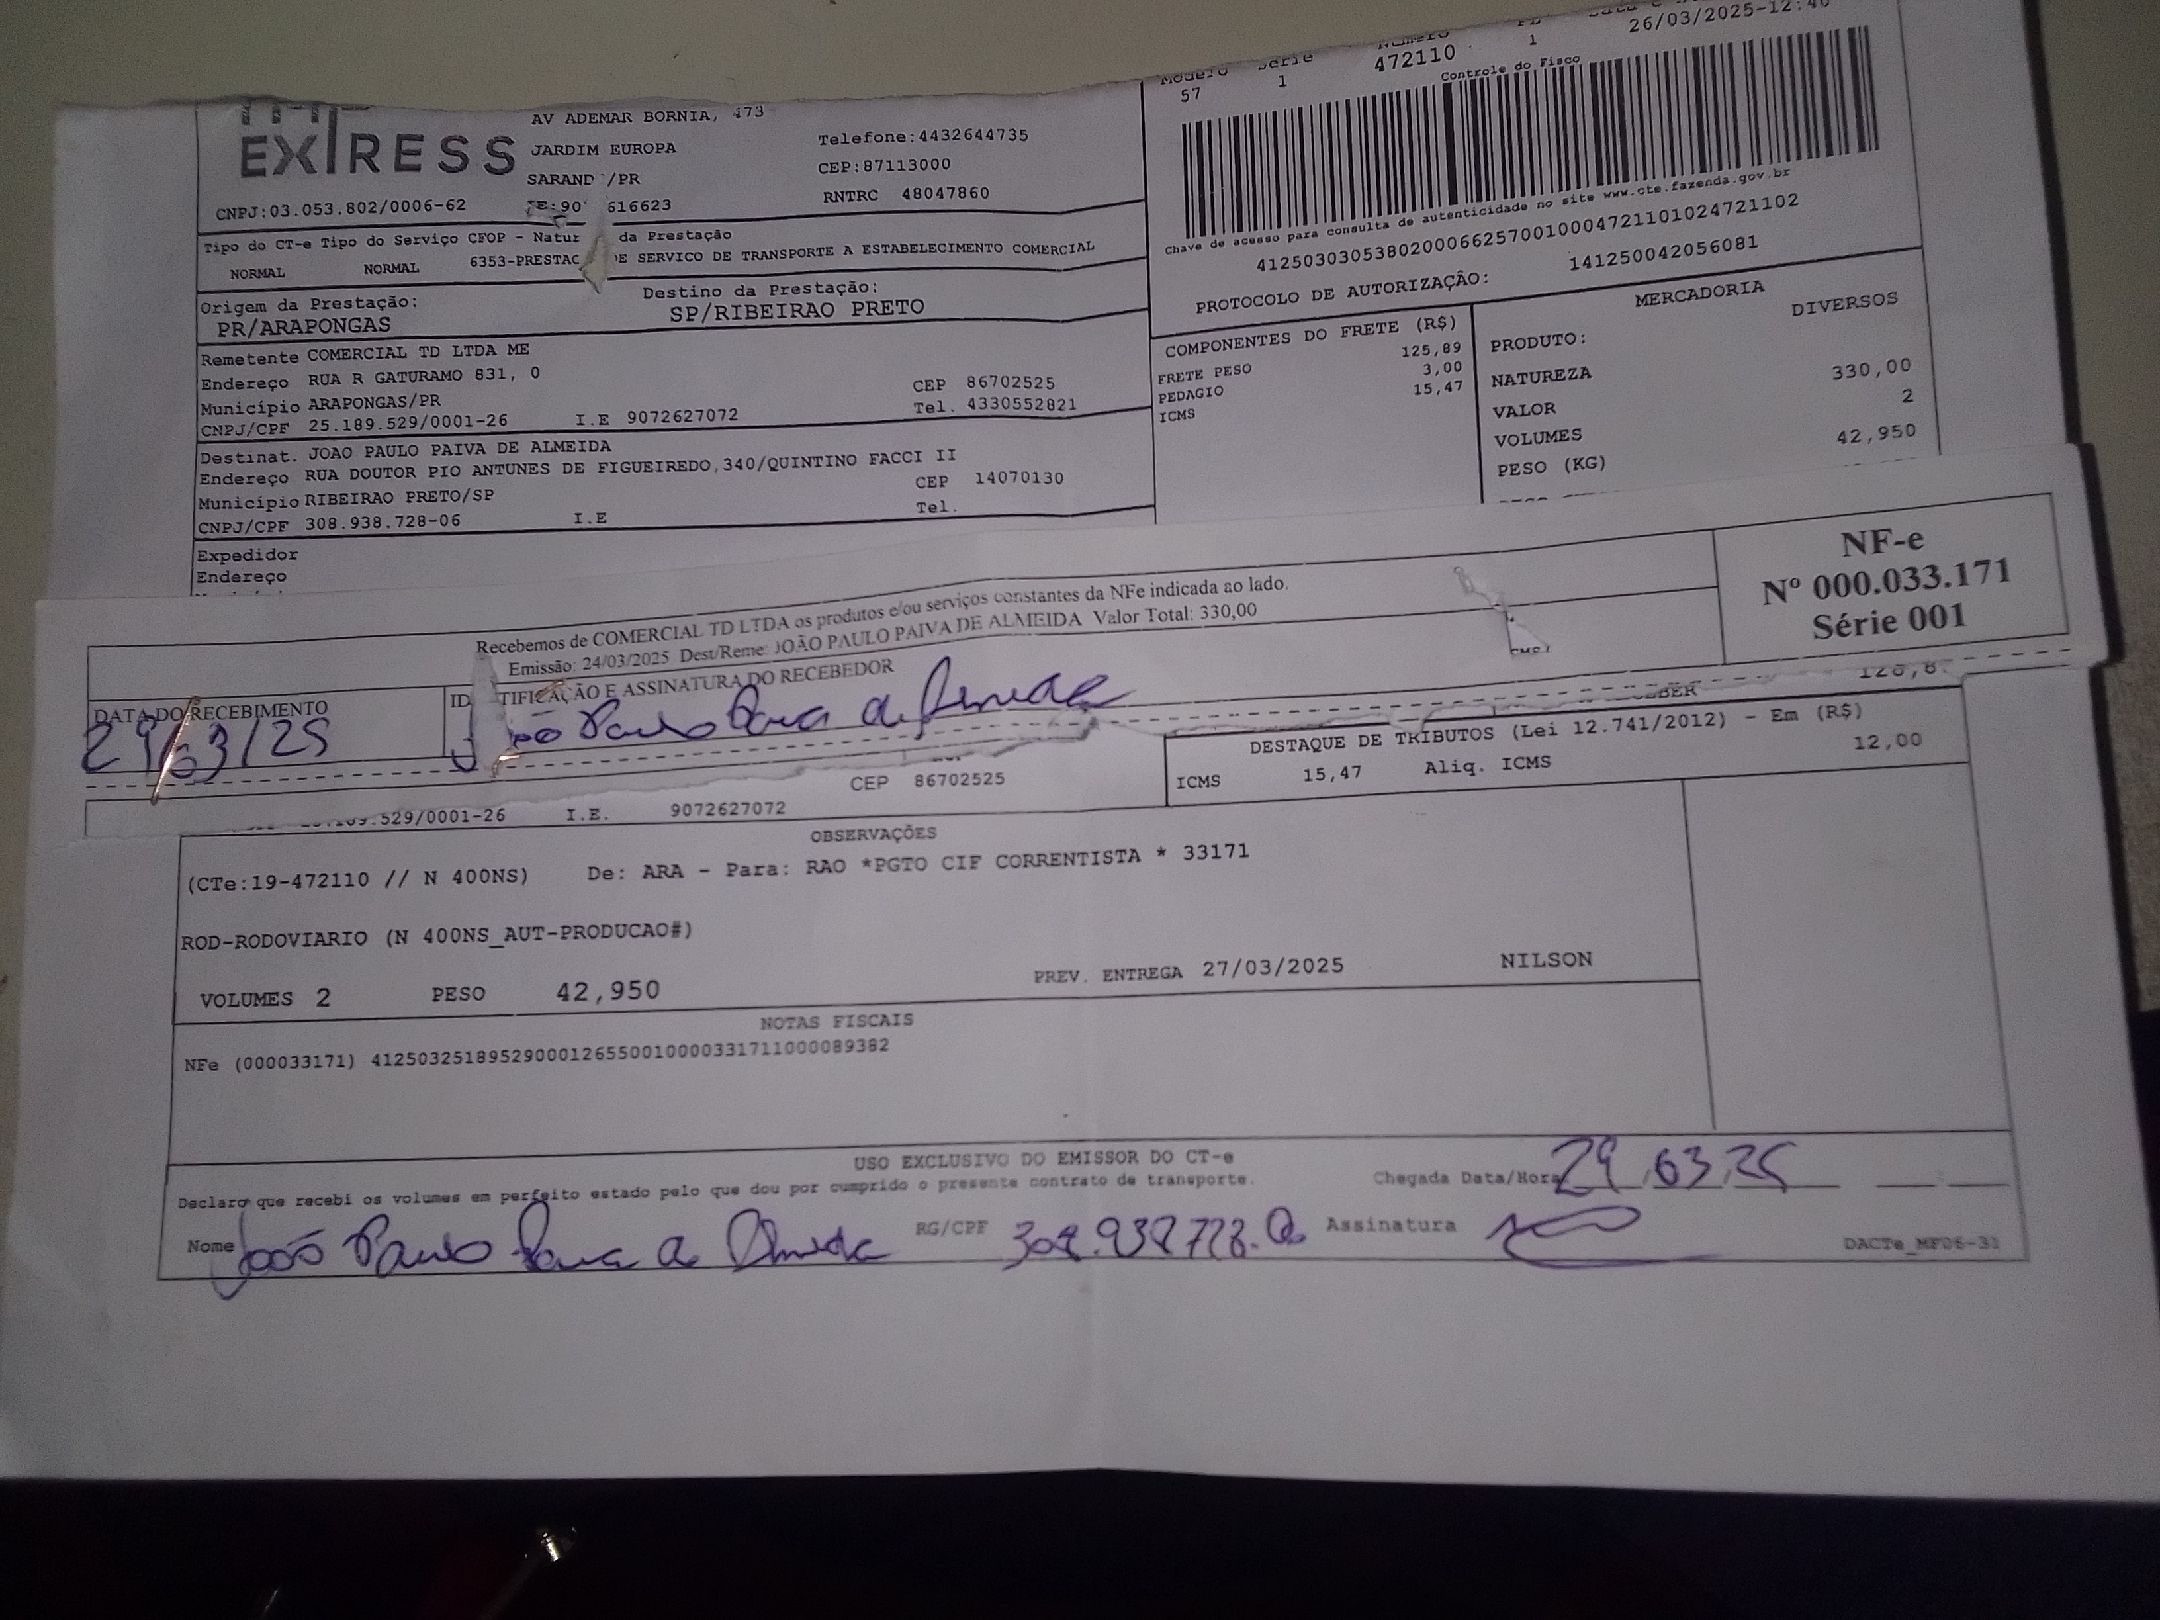 EXPRESS
AV ADEMAR BORNIA, 473
JARDIM EUROPA
SARAND /PR
Telefone:4432644735
CEP:87113000
RNTRC 48047860
CNPJ:03.053.802/0006-62
IE:90 616623
Tipo do CT-e Tipo do Serviço CFOP - Natur da Prestação
NORMAL NORMAL 6353-PRESTAC DE SERVICO DE TRANSPORTE A ESTABELECIMENTO COMERCIAL
Origem da Prestação: Destino da Prestação:
PR/ARAPONGAS SP/RIBEIRAO PRETO
Remetente COMERCIAL TD LTDA ME
Endereço RUA R GATURAMO 831, 0 CEP 86702525
Município ARAPONGAS/PR Tel. 4330552821
CNPJ/CPF 25.189.529/0001-26 I.E 9072627072
Destinat. JOAO PAULO PAIVA DE ALMEIDA
Endereço RUA DOUTOR PIO ANTUNES DE FIGUEIREDO,340/QUINTINO FACCI II
Município RIBEIRAO PRETO/SP CEP 14070130
CNPJ/CPF 308.938.728-06 I.E Tel.
Expedidor
Endereço
Modelo Série Número
57 1 472110 1 26/03/2025-12:40
Controle do Fisco
Chave de acesso para consulta de autenticidade no site www.cte.fazenda.gov.br
41250303053802000662570010004721101024721102
PROTOCOLO DE AUTORIZAÇÃO: 141250042056081
COMPONENTES DO FRETE (R$)
FRETE PESO 125,89
PEDAGIO 3,00
ICMS 15,47
MERCADORIA
PRODUTO: DIVERSOS
NATUREZA
VALOR 330,00
VOLUMES 2
PESO (KG) 42,950
Recebemos de COMERCIAL TD LTDA os produtos e/ou serviços constantes da NFe indicada ao lado.
Emissão: 24/03/2025 Dest/Reme: JOÃO PAULO PAIVA DE ALMEIDA Valor Total: 330,00
NF-e
Nº 000.033.171
Série 001
DATA DO RECEBIMENTO
29/03/25
ID TIFICAÇÃO E ASSINATURA DO RECEBEDOR
João Paulo Paiva de Almeida
DESTAQUE DE TRIBUTOS (Lei 12.741/2012) - Em (R$)
ICMS 15,47 Aliq. ICMS 12,00
CEP 86702525
.529/0001-26 I.E. 9072627072
OBSERVAÇÕES
(CTe:19-472110 // N 400NS) De: ARA - Para: RAO *PGTO CIF CORRENTISTA * 33171
ROD-RODOVIARIO (N 400NS_AUT-PRODUCAO#)
VOLUMES 2 PESO 42,950 PREV. ENTREGA 27/03/2025 NILSON
NOTAS FISCAIS
NFe (000033171) 41250325189529000126550010000331711000089382
USO EXCLUSIVO DO EMISSOR DO CT-e
Declaro que recebi os volumes em perfeito estado pelo que dou por cumprido o presente contrato de transporte.
Chegada Data/Hora 29 03 25
Nome João Paulo Paiva de Almeida RG/CPF Assinatura
DACTe_MF06-31